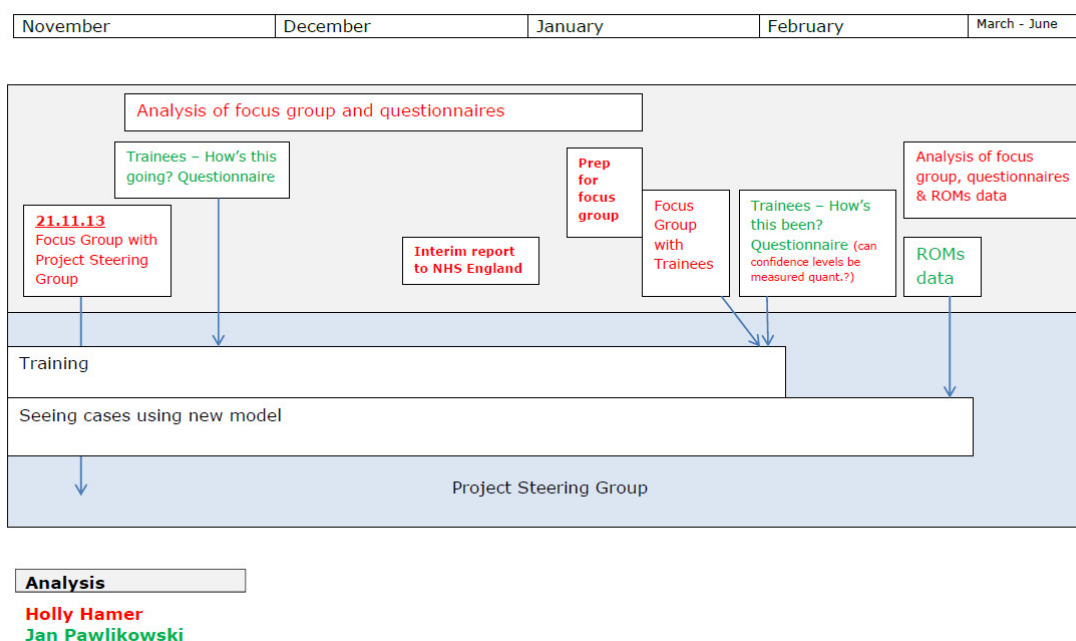 November
December
January
February
March - June
Analysis of focus group and questionnaires
Trainees – How’s this
going? Questionnaire
21.11.13
Focus Group with
Project Steering
Group
Interim report
to NHS England
Prep
for
focus
group
Focus
Group
with
Trainees
Trainees – How’s
this been?
Questionnaire (can
confidence levels be
measured quant.?)
Analysis of focus
group, questionnaires
& ROMs data
ROMs
data
Training
Seeing cases using new model
Project Steering Group
Analysis
Holly Hamer
Jan Pawlikowski